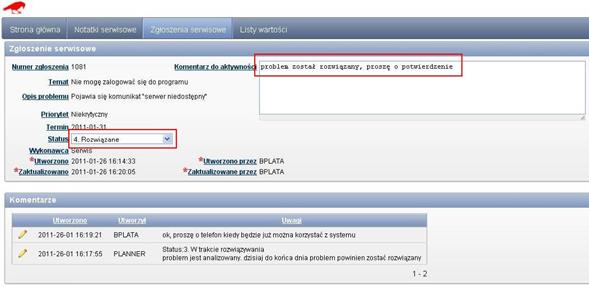 Strona główna Notatki serwisowe Zgłoszenia serwisowe Listy wartości
Zgłoszenie serwisowe
Numer zgłoszenia 1081 Komentarz do aktywności problem został rozwiązany, proszę o potwierdzenie
Temat Nie mogę zalogować się do programu
Opis problemu Pojawia się komunikat "serwer niedostępny"
Priorytet Niekrytyczny
Termin 2011-01-31
Status 4. Rozwiązane
Wykonawca Serwis
*Utworzono 2011-01-26 16:14:33 *Utworzono przez BPLATA
*Zaktualizowano 2011-01-26 16:20:05 *Zaktualizowane przez BPLATA
Komentarze
Utworzono Utworzył Uwagi
2011-26-01 16:19:21 BPLATA ok, proszę o telefon kiedy będzie już można korzystać z systemu
2011-26-01 16:17:55 PLANNER Status:3. W trakcie rozwiązywania
problem jest analizowany. dzisiaj do końca dnia problem powinien zostać rozwiązany
1 - 2